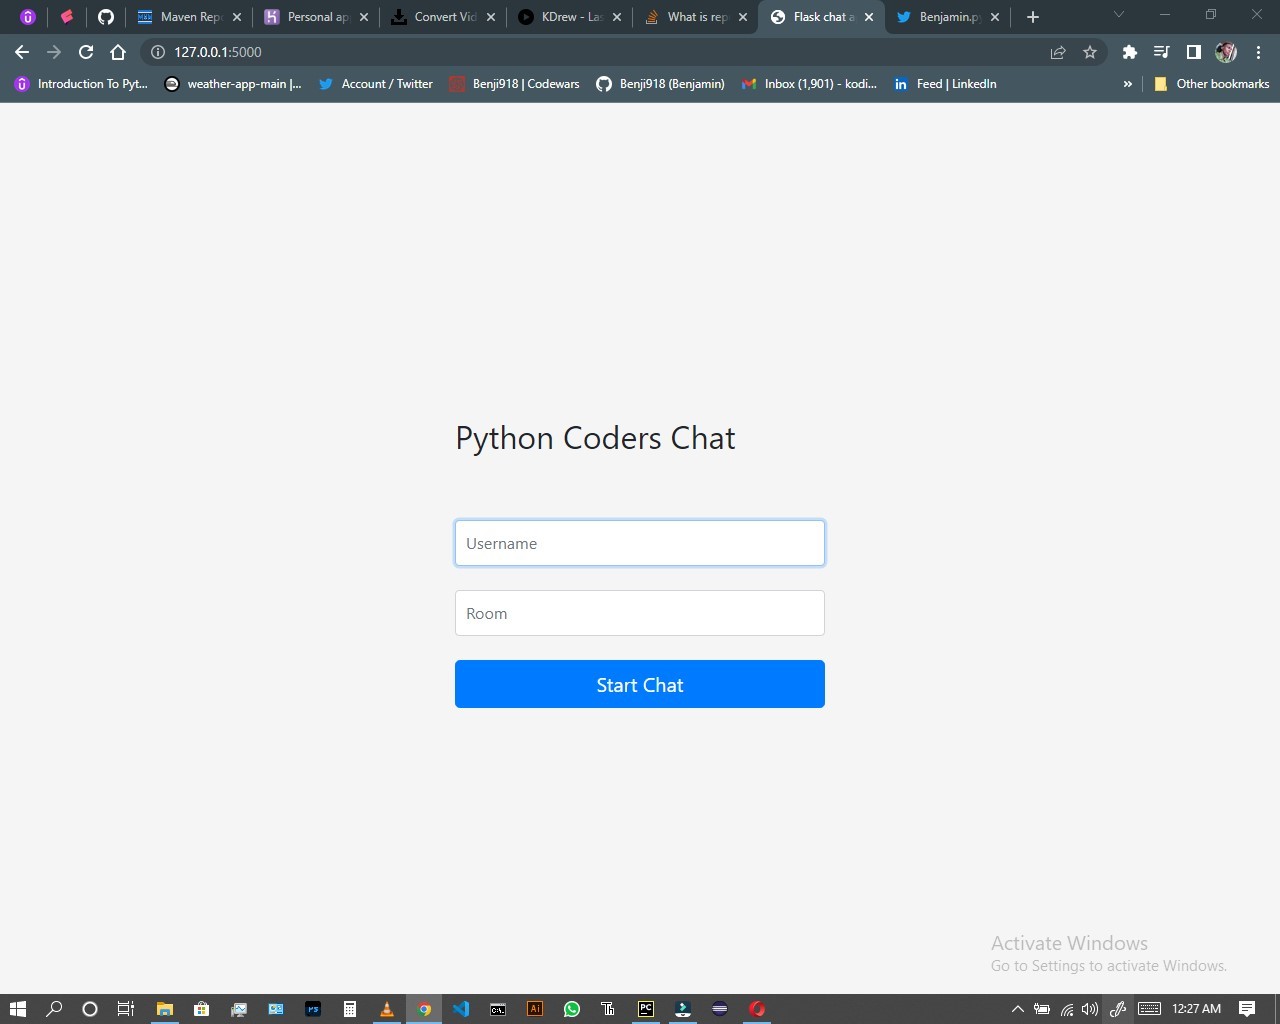 Maven Rep
Personal ap
Convert Vid
KDrew - Las
What is rep
Flask chat a
Benjamin.p
127.0.0.1:5000
Introduction To Pyt...
weather-app-main |...
Account / Twitter
Benji918 | Codewars
Benji918 (Benjamin)
Inbox (1,901) - kodi...
Feed | LinkedIn
»
Other bookmarks
Python Coders Chat
Username
Room
Start Chat
Activate Windows
Go to Settings to activate Windows.
12:27 AM